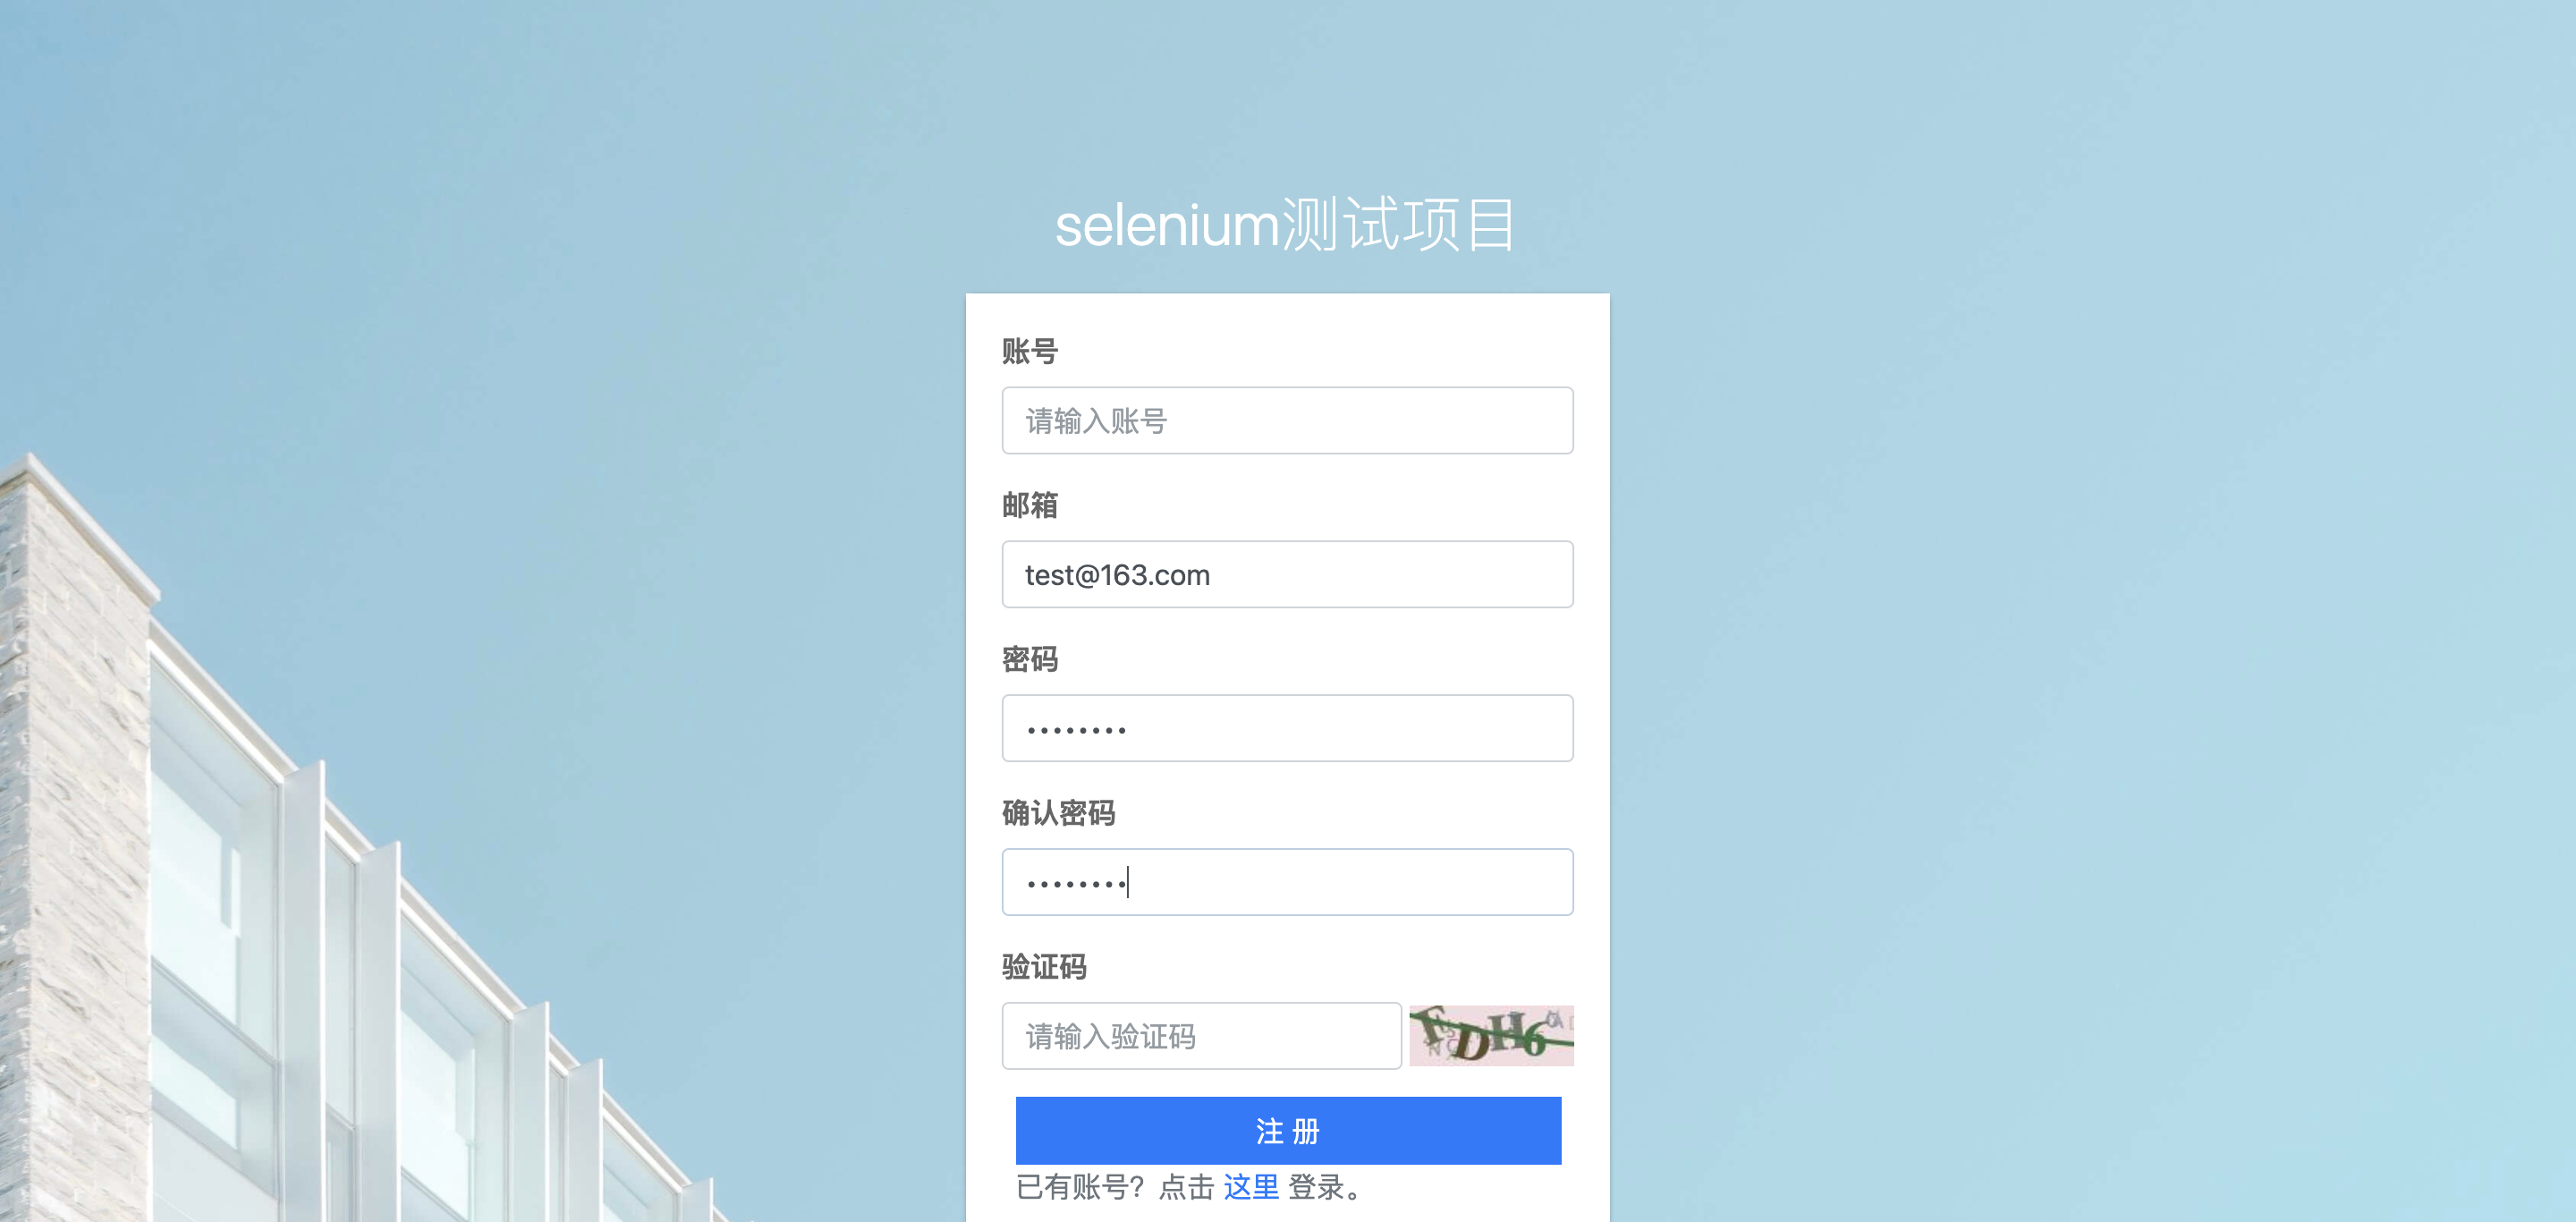 selenium测试项目
账号
请输入账号
邮箱
test@163.com
密码
••••••••
确认密码
••••••••
验证码
请输入验证码
FDH6
注 册
已有账号？点击 这里 登录。